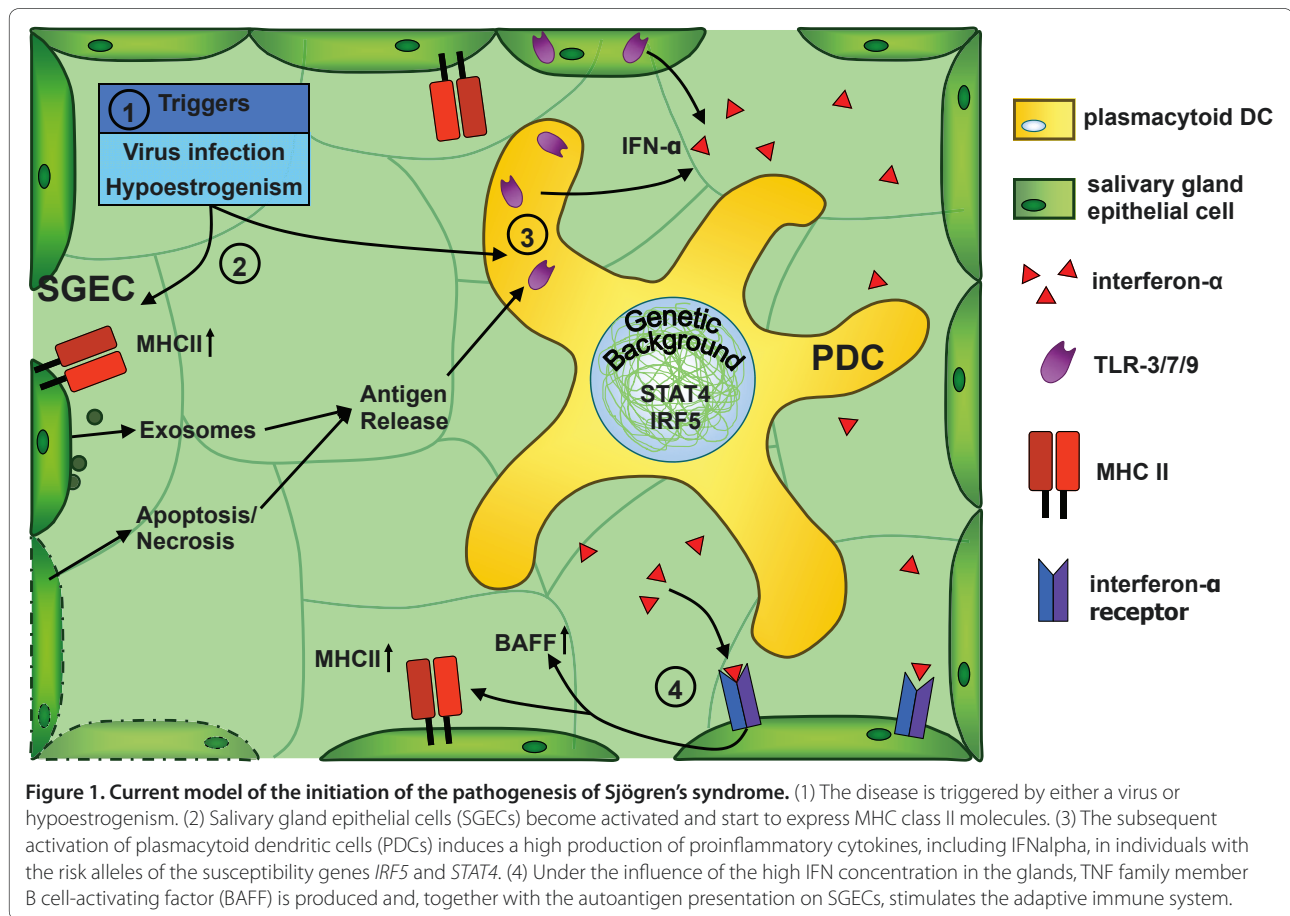 1 Triggers
Virus infection
Hypoestrogenism
2
SGEC
MHCII
Exosomes
Apoptosis/
Necrosis
Antigen
Release
3
IFN-α
Genetic
Background
STAT4
IRF5
PDC
MHCII
BAFF
4
plasmacytoid DC
salivary gland
epithelial cell
interferon-α
TLR-3/7/9
MHC II
interferon-α
receptor
Figure 1. Current model of the initiation of the pathogenesis of Sjögren's syndrome. (1) The disease is triggered by either a virus or
hypoestrogenism. (2) Salivary gland epithelial cells (SGECs) become activated and start to express MHC class II molecules. (3) The subsequent
activation of plasmacytoid dendritic cells (PDCs) induces a high production of proinflammatory cytokines, including IFNalpha, in individuals with
the risk alleles of the susceptibility genes IRF5 and STAT4. (4) Under the influence of the high IFN concentration in the glands, TNF family member
B cell-activating factor (BAFF) is produced and, together with the autoantigen presentation on SGECs, stimulates the adaptive immune system.